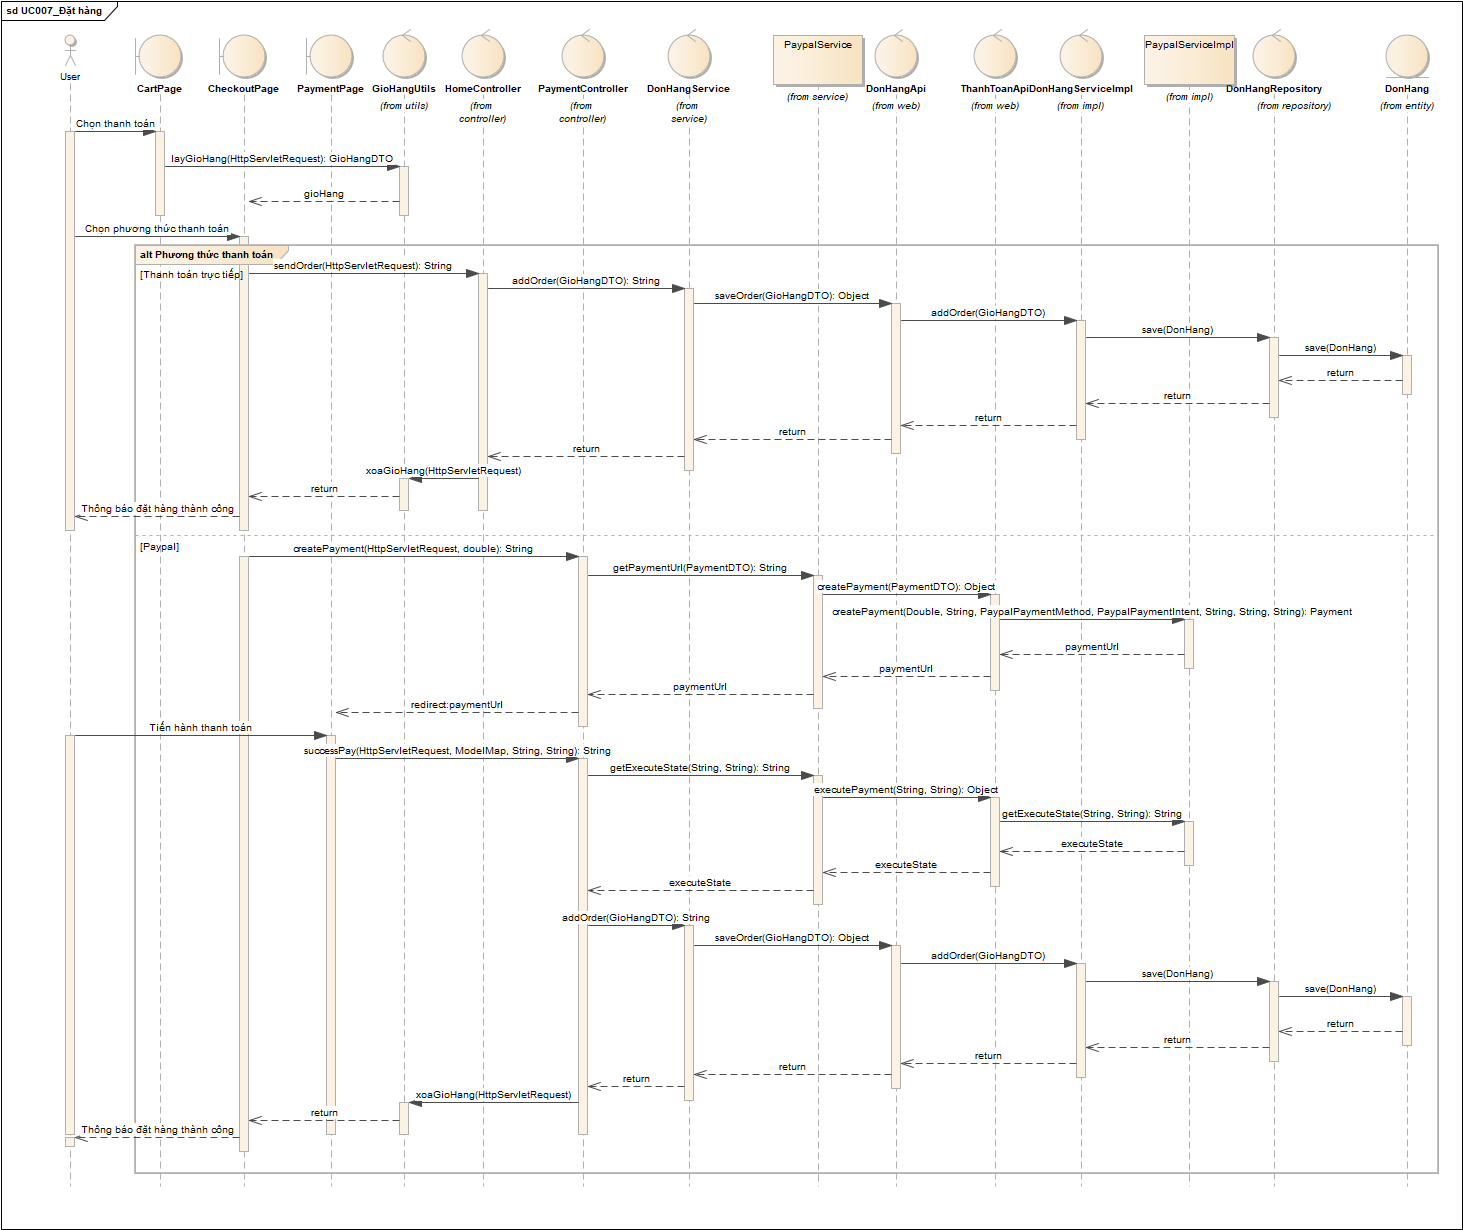 sd UC007_Đặt hàng
User
CartPage
CheckoutPage
PaymentPage
GioHangUtils
(from utils)
HomeController
(from
controller)
PaymentController
(from
controller)
DonHangService
(from
service)
PaypalService
(from service)
DonHangApi
(from web)
ThanhToanApi
(from web)
DonHangServiceImpl
(from impl)
PaypalServiceImpl
(from impl)
DonHangRepository
(from repository)
DonHang
(from entity)
Chọn thanh toán
layGioHang(HttpServletRequest): GioHangDTO
gioHang
Chọn phương thức thanh toán
alt Phương thức thanh toán
[Thanh toán trực tiếp]
sendOrder(HttpServletRequest): String
addOrder(GioHangDTO): String
saveOrder(GioHangDTO): Object
addOrder(GioHangDTO)
save(DonHang)
save(DonHang)
return
return
return
return
return
xoaGioHang(HttpServletRequest)
return
Thông báo đặt hàng thành công
[Paypal]
createPayment(HttpServletRequest, double): String
getPaymentUrl(PaymentDTO): String
createPayment(PaymentDTO): Object
createPayment(Double, String, PaypalPaymentMethod, PaypalPaymentIntent, String, String, String): Payment
paymentUrl
paymentUrl
paymentUrl
redirect:paymentUrl
Tiến hành thanh toán
successPay(HttpServletRequest, ModelMap, String, String): String
getExecuteState(String, String): String
executePayment(String, String): Object
getExecuteState(String, String): String
executeState
executeState
executeState
addOrder(GioHangDTO): String
saveOrder(GioHangDTO): Object
addOrder(GioHangDTO)
save(DonHang)
save(DonHang)
return
return
return
return
return
xoaGioHang(HttpServletRequest)
return
Thông báo đặt hàng thành công